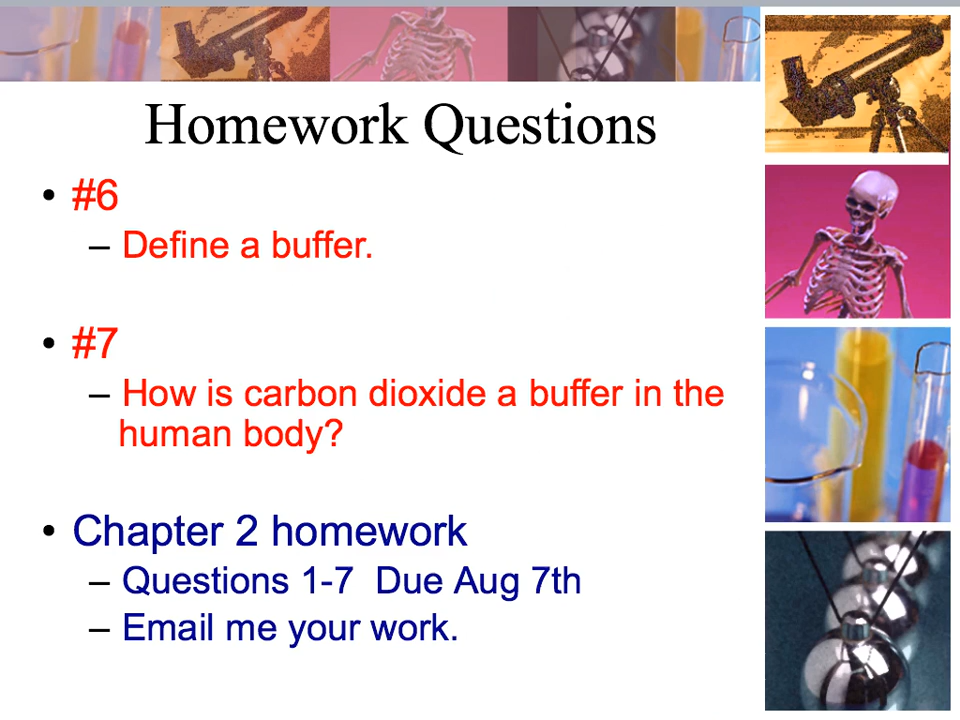 Homework Questions
• #6
– Define a buffer.
• #7
– How is carbon dioxide a buffer in the
human body?
• Chapter 2 homework
– Questions 1-7  Due Aug 7th
– Email me your work.